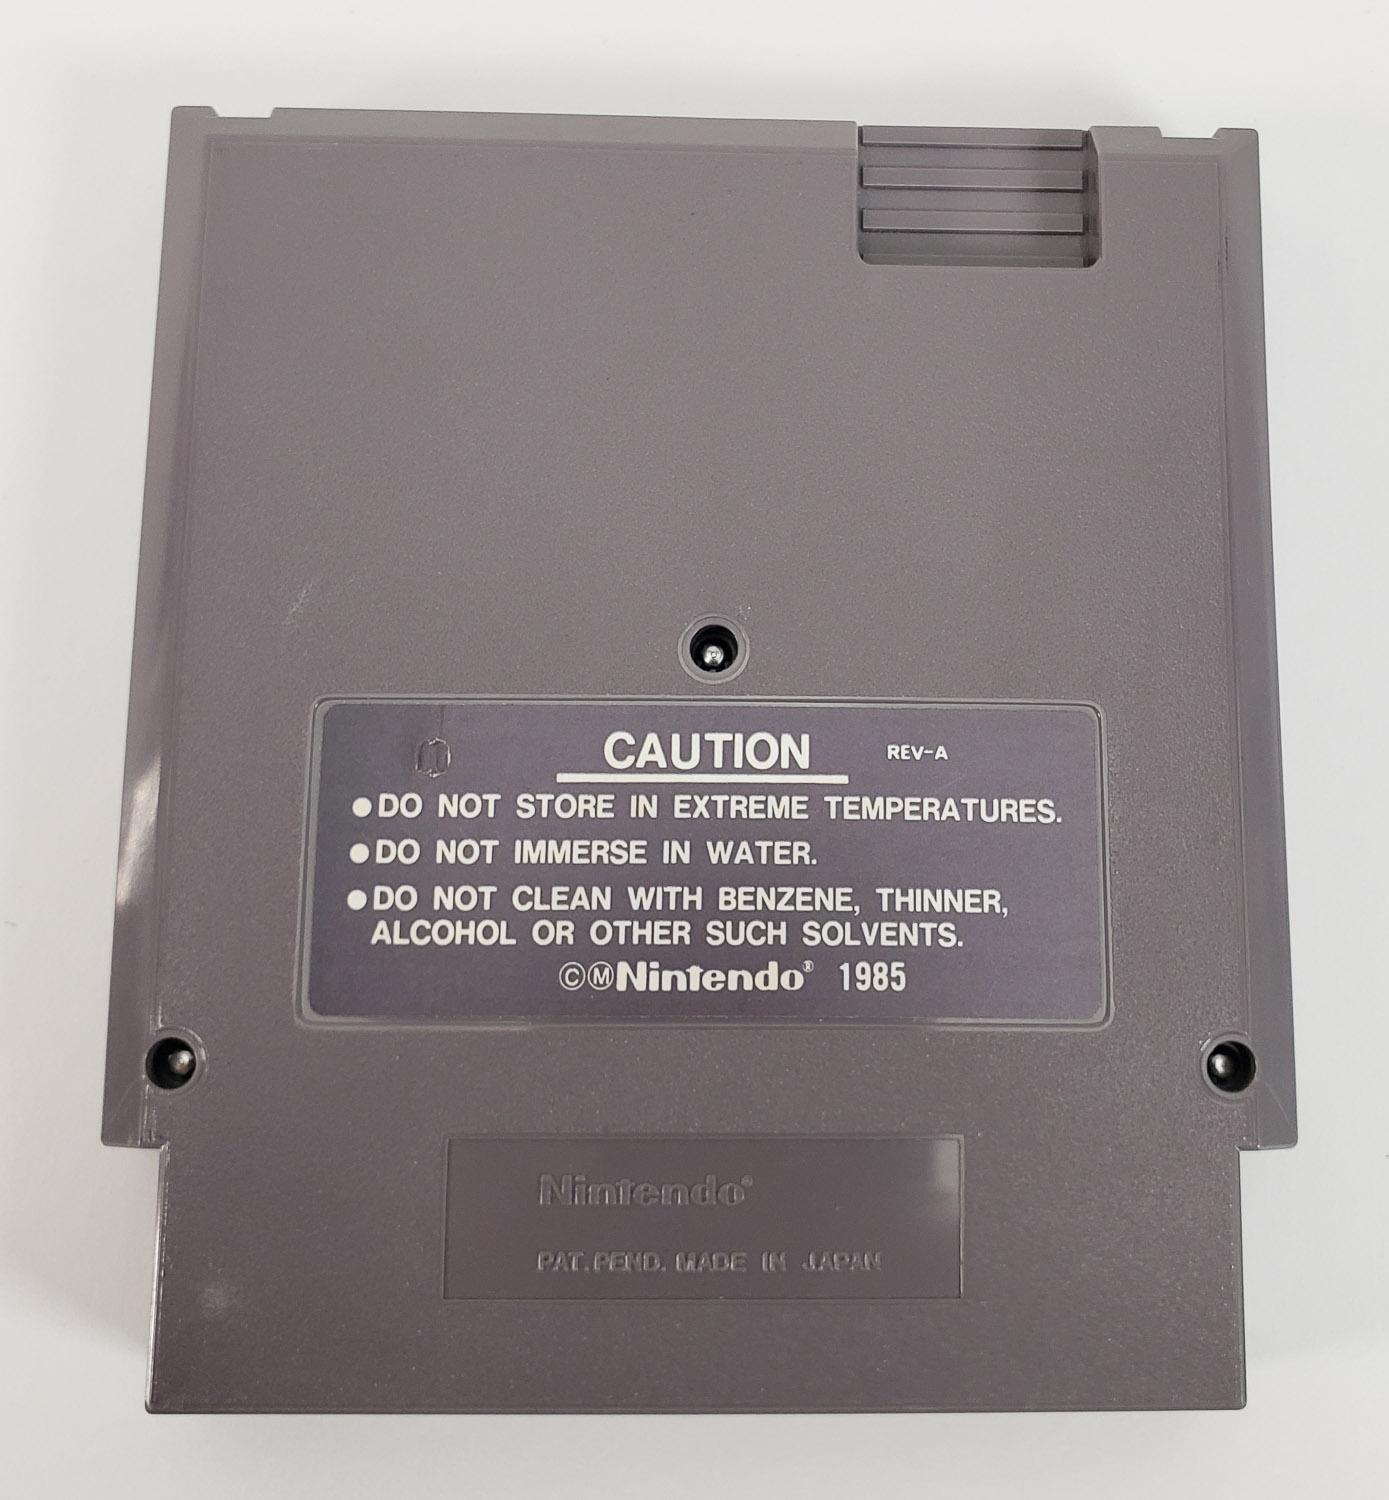 CAUTION REV-A
●DO NOT STORE IN EXTREME TEMPERATURES.
●DO NOT IMMERSE IN WATER.
●DO NOT CLEAN WITH BENZENE, THINNER,
ALCOHOL OR OTHER SUCH SOLVENTS.
©ⓂNintendo® 1985
Nintendo®
PAT.PEND. MADE IN JAPAN